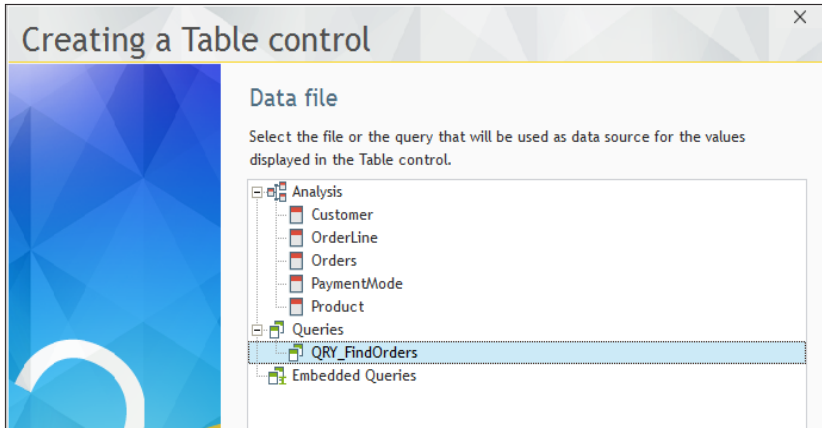 Creating a Table control
Data file
Select the file or the query that will be used as data source for the values
displayed in the Table control.
Analysis
Customer
OrderLine
Orders
PaymentMode
Product
Queries
QRY_FindOrders
Embedded Queries